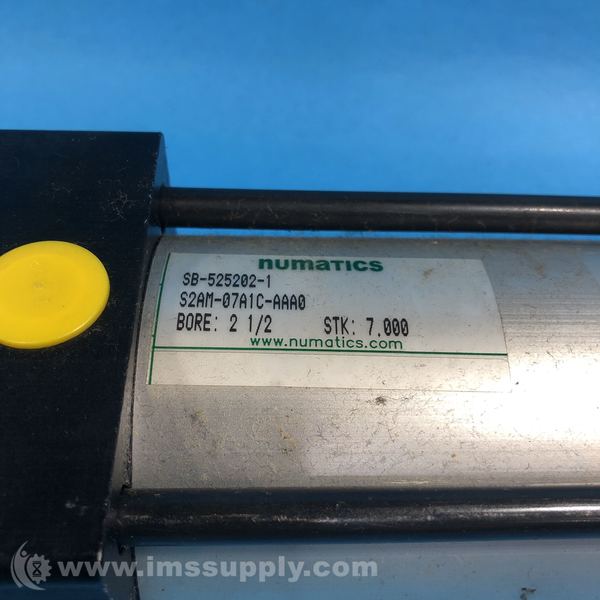 numatics
SB-525202-1
S2AM-07A1C-AAA0
BORE: 2 1/2 STK: 7.000
www.numatics.com
www.imssupply.com/